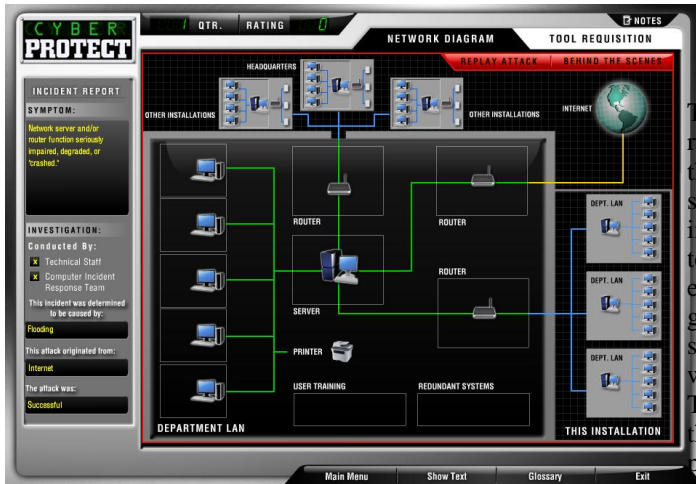 CYBER
PROTECT
1 QTR. RATING 0
NOTES
NETWORK DIAGRAM
TOOL REQUISITION
REPLAY ATTACK
BEHIND THE SCENES
INCIDENT REPORT
SYMPTOM:
Network server and/or
router function seriously
impaired, degraded, or
"crashed."
INVESTIGATION:
Conducted By:
x Technical Staff
x Computer Incident
Response Team
This incident was determined
to be caused by:
Flooding
This attack originated from:
Internet
The attack was:
Successful
HEADQUARTERS
OTHER INSTALLATIONS
OTHER INSTALLATIONS
INTERNET
ROUTER
ROUTER
DEPT. LAN
ROUTER
SERVER
DEPT. LAN
PRINTER
DEPT. LAN
USER TRAINING
REDUNDANT SYSTEMS
DEPARTMENT LAN
THIS INSTALLATION
Main Menu
Show Text
Glossary
Exit